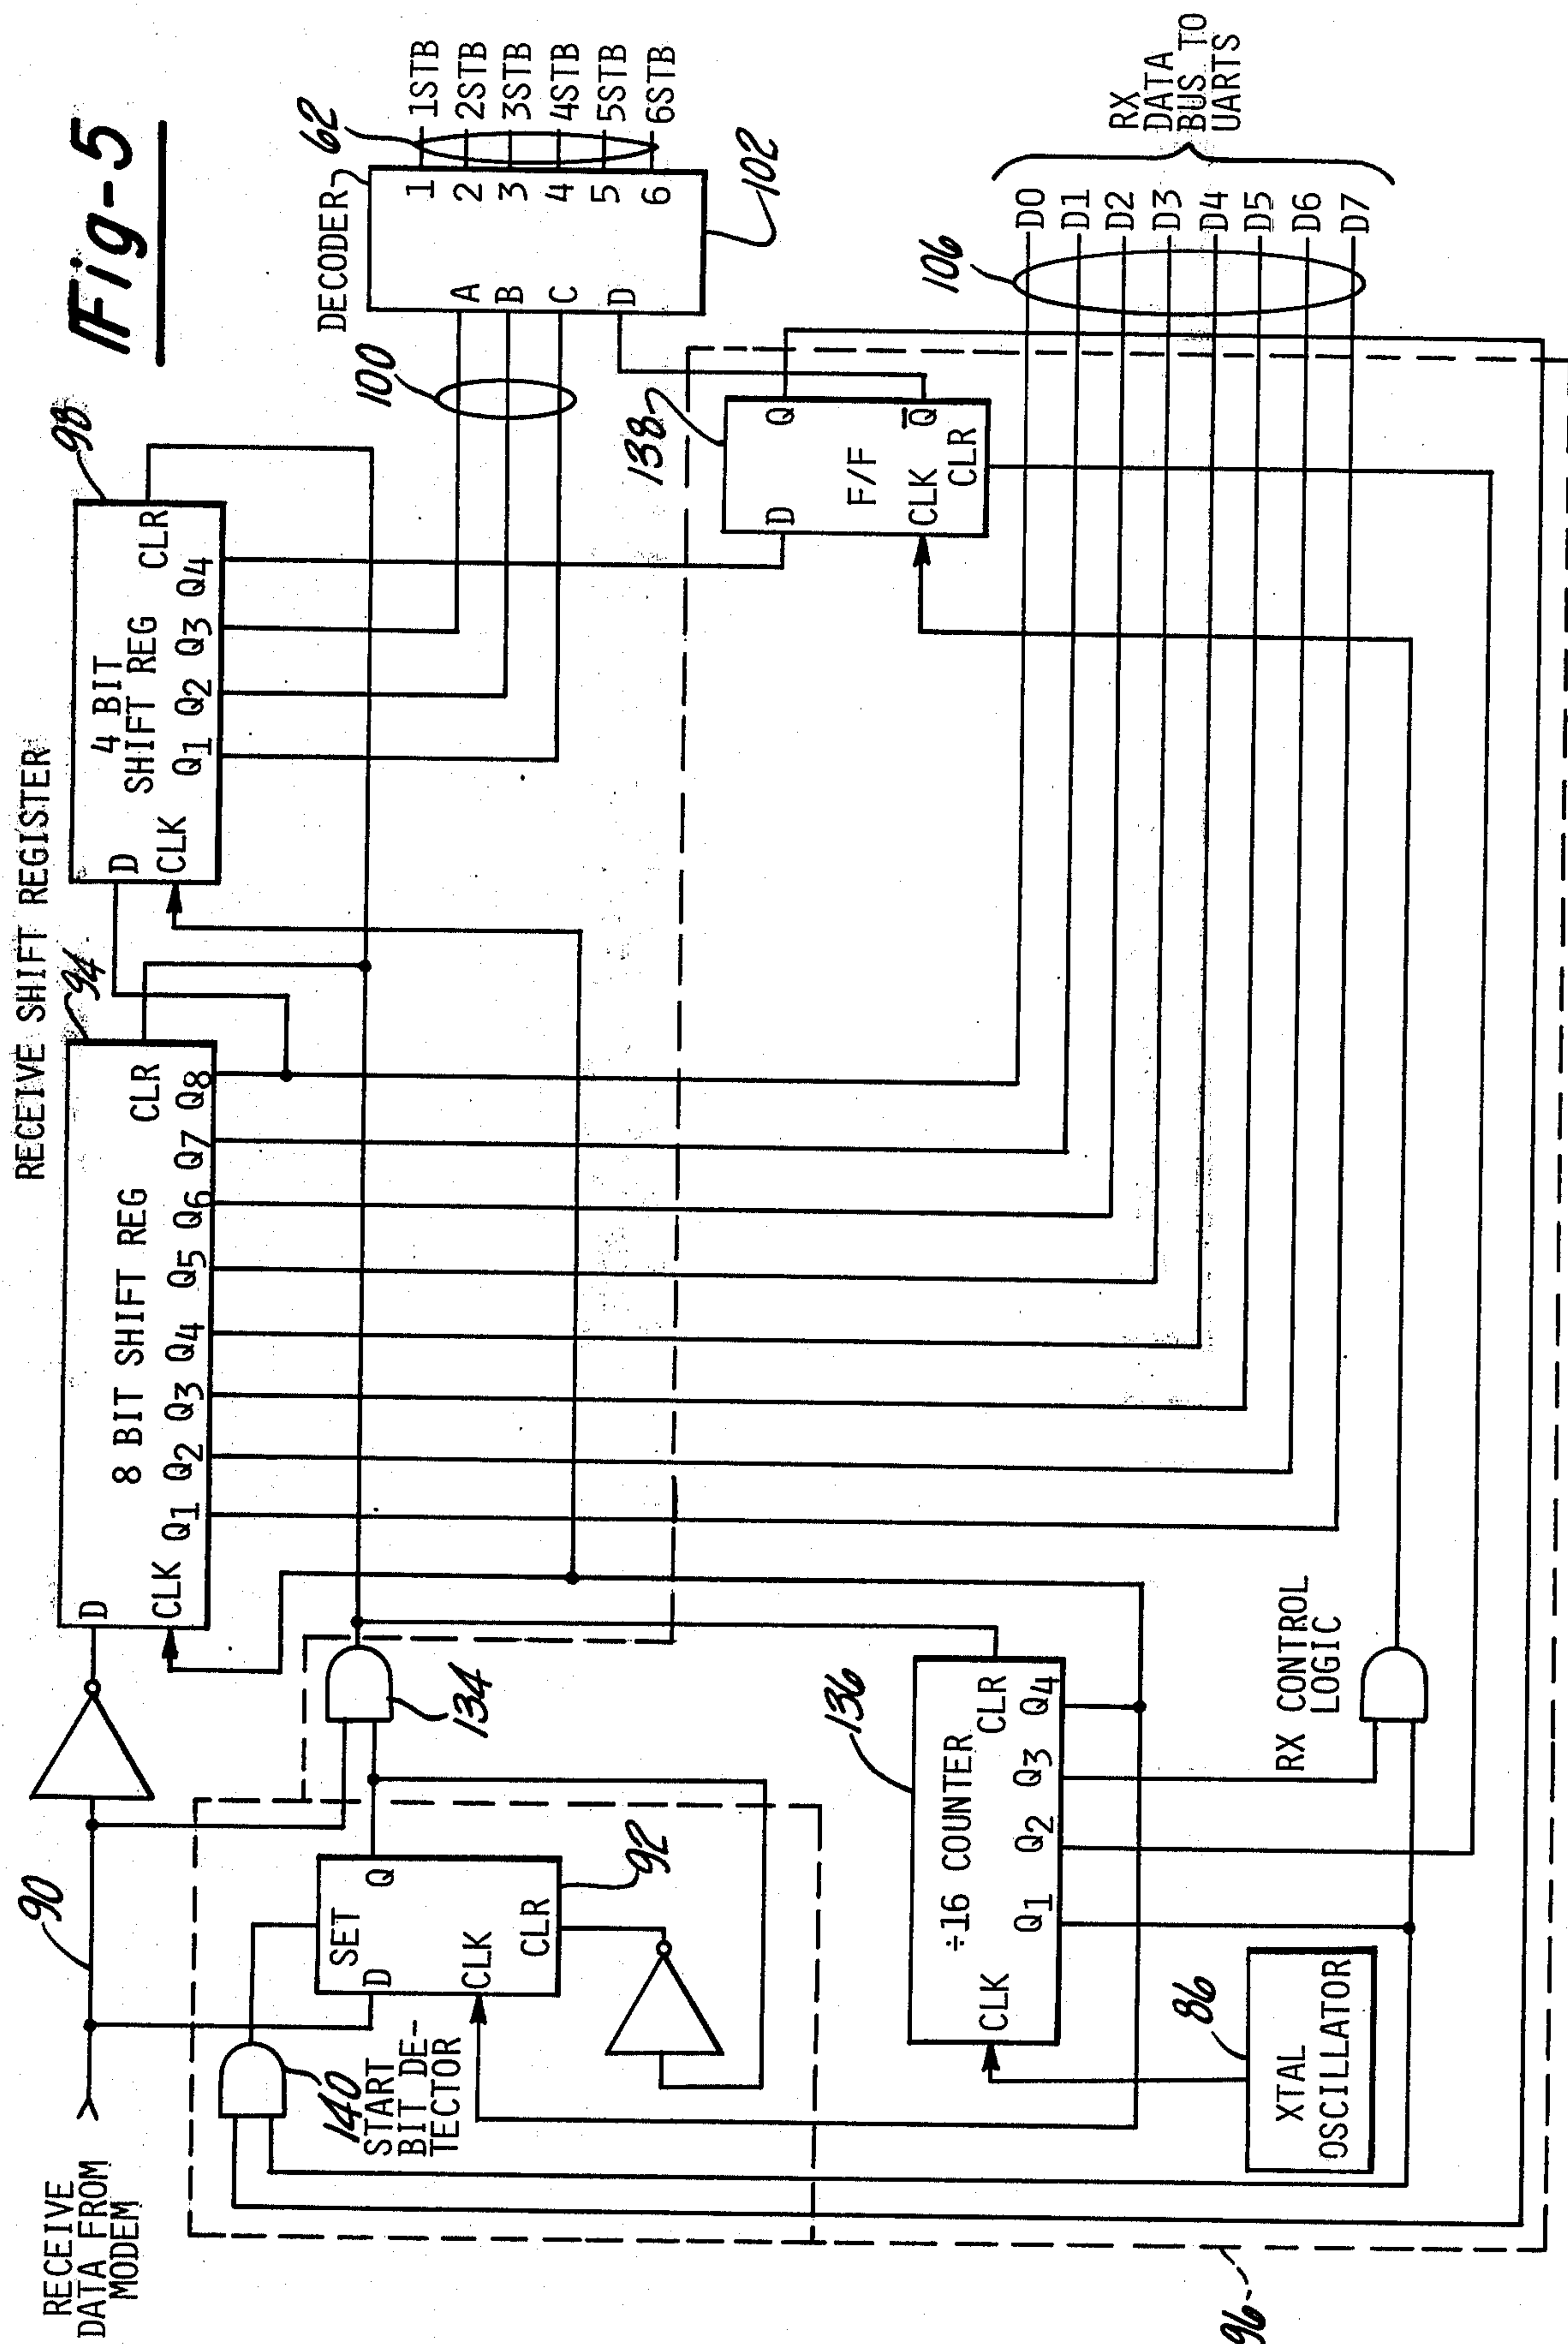 Fig-5
RECEIVE SHIFT REGISTER
RECEIVE
DATA FROM
MODEM
90
94
98
D
CLK
8 BIT SHIFT REG
CLR
Q1 Q2 Q3 Q4 Q5 Q6 Q7 Q8
D
CLK
4 BIT
SHIFT REG
CLR
Q1 Q2 Q3 Q4
140
START
BIT DE-
TECTOR
SET
D
Q
CLK
CLR
92
134
100
DECODER
A
B
C
D
1
2
3
4
5
6
62
1STB
2STB
3STB
4STB
5STB
6STB
102
138
D
Q
F/F
CLK
Q̅
CLR
136
CLK
÷16 COUNTER
CLR
Q1 Q2 Q3 Q4
86
XTAL
OSCILLATOR
RX CONTROL
LOGIC
106
D0
D1
D2
D3
D4
D5
D6
D7
RX
DATA
BUS TO
UARTS
96